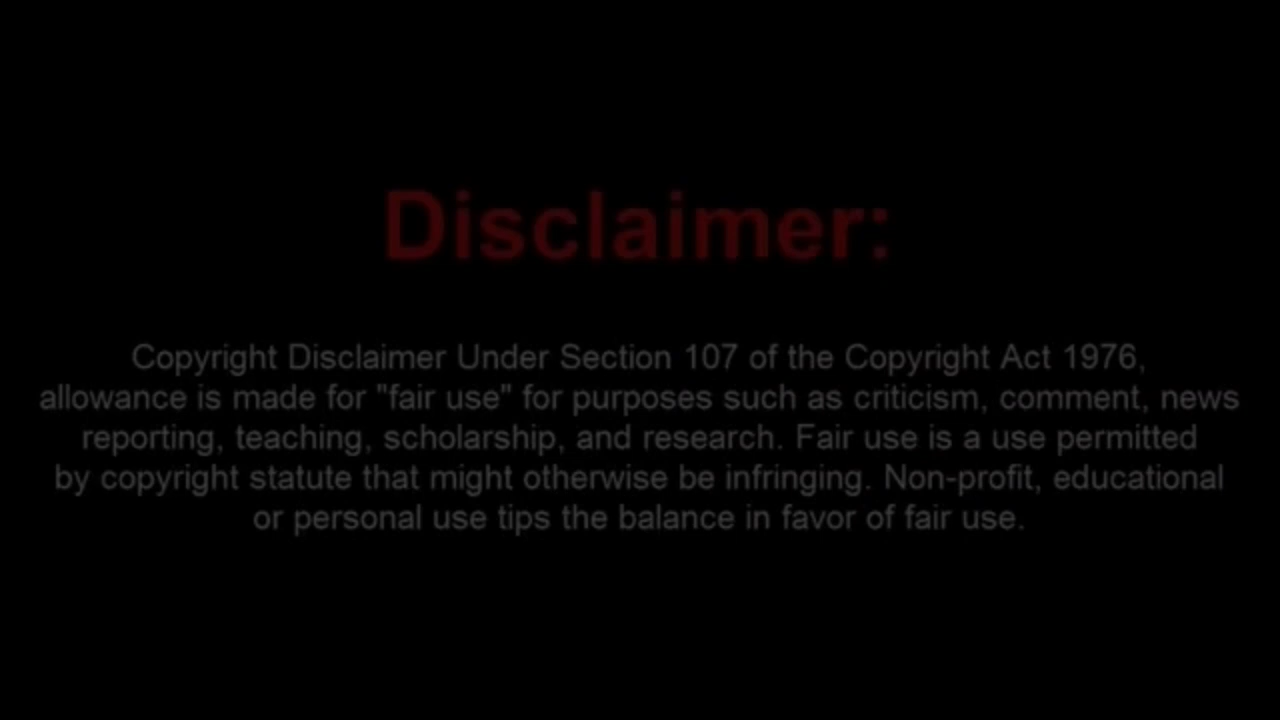 Disclaimer:
Copyright Disclaimer Under Section 107 of the Copyright Act 1976,
allowance is made for "fair use" for purposes such as criticism, comment, news
reporting, teaching, scholarship, and research. Fair use is a use permitted
by copyright statute that might otherwise be infringing. Non-profit, educational
or personal use tips the balance in favor of fair use.